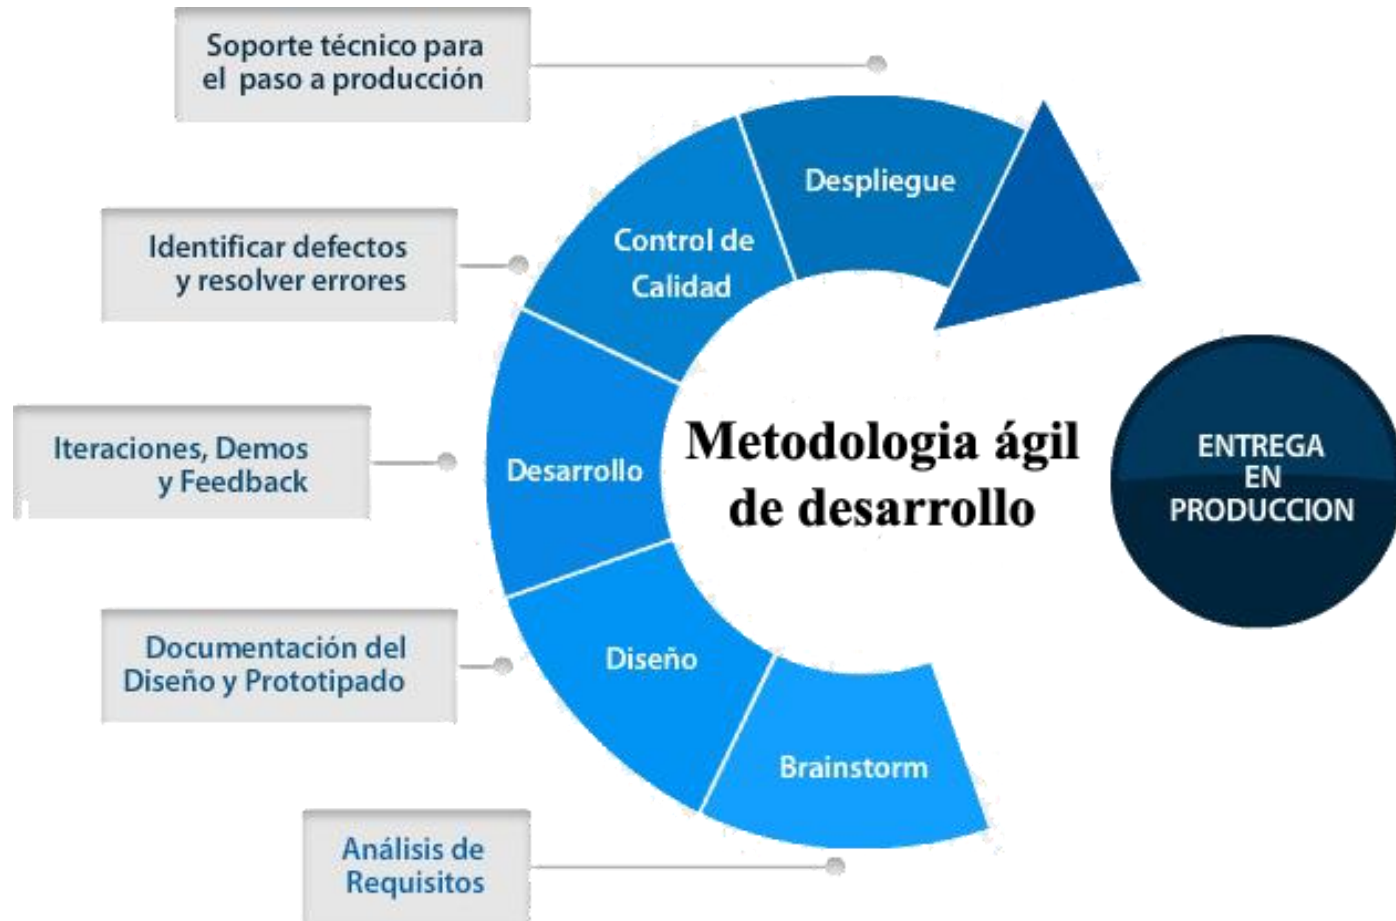 Soporte técnico para
el paso a producción
Despliegue
Control de
Calidad
Identificar defectos
y resolver errores
Metodologia ágil
de desarrollo
ENTREGA
EN
PRODUCCION
Iteraciones, Demos
y Feedback
Desarrollo
Documentación del
Diseño y Prototipado
Diseño
Brainstorm
Análisis de
Requisitos